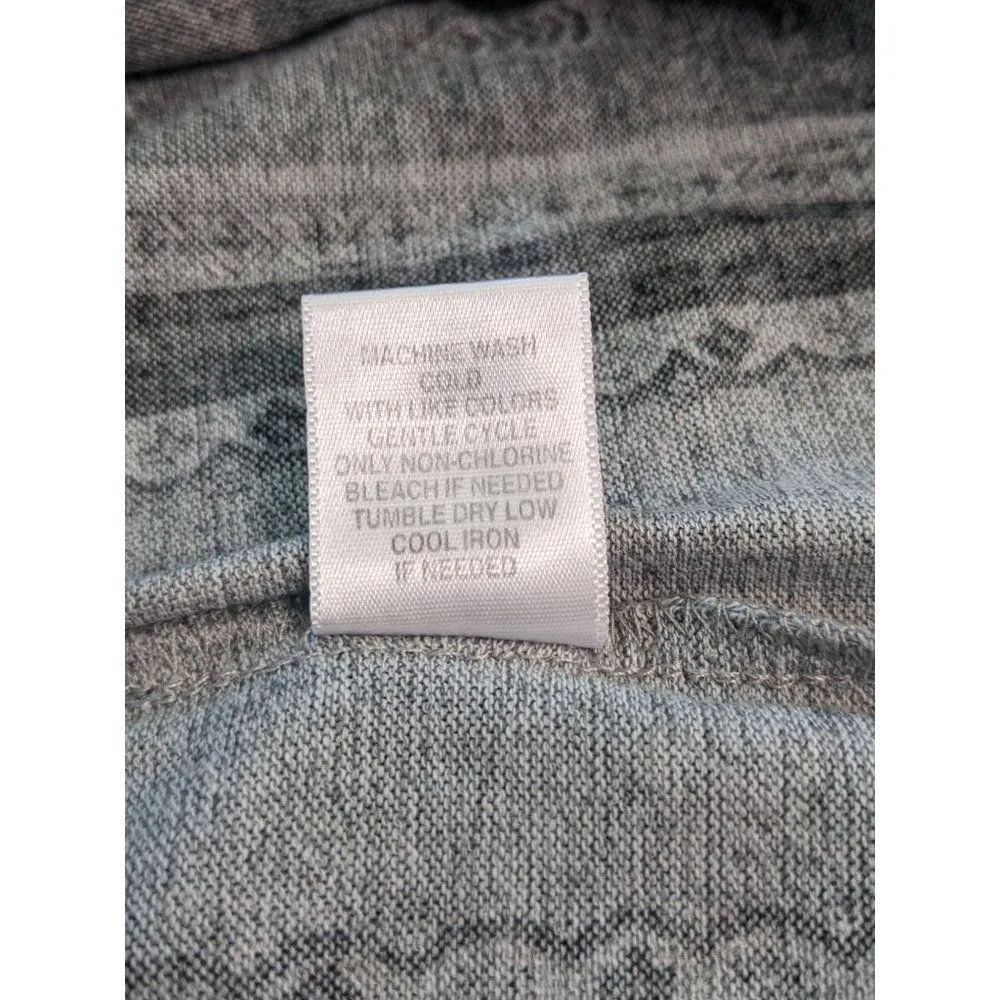 MACHINE WASH
COLD
WITH LIKE COLORS
GENTLE CYCLE
ONLY NON-CHLORINE
BLEACH IF NEEDED
TUMBLE DRY LOW
COOL IRON
IF NEEDED